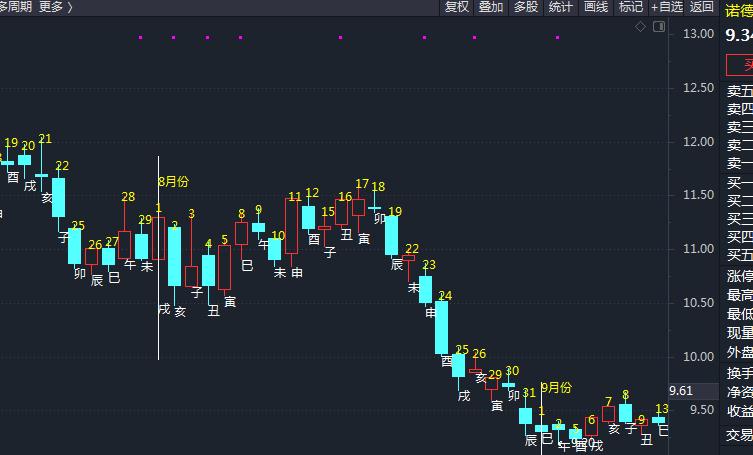 多周期 更多 〉 复权 叠加 多股 统计 画线 标记 +自选 返回
诺德
13.00
9.34
12.50
卖五
卖四
卖三
卖二
卖一
12.00
19 20 21
22
酉 戌 亥
买一
买二
买三
买四
买五
8月份
11.50
28 29 1 2 3 8 9 11 12 15 16 17 18 19
卯
子 25 26 27 4 5 10
午 未 午 酉 子 丑 寅
11.00
卯 辰 巳 巳 未 申 辰 22 23
涨停
最高
最低
现量
外盘
换手
净资
收益
交易
10.50
戌 亥 子 丑 寅 未 申 24
10.00
酉 25 26
亥 29 30
9.61
戌 寅 卯 31 9月份
9.50
1 2 5 6 7 8 9 13
辰 巳 午 酉 戌 亥 子 丑 巳